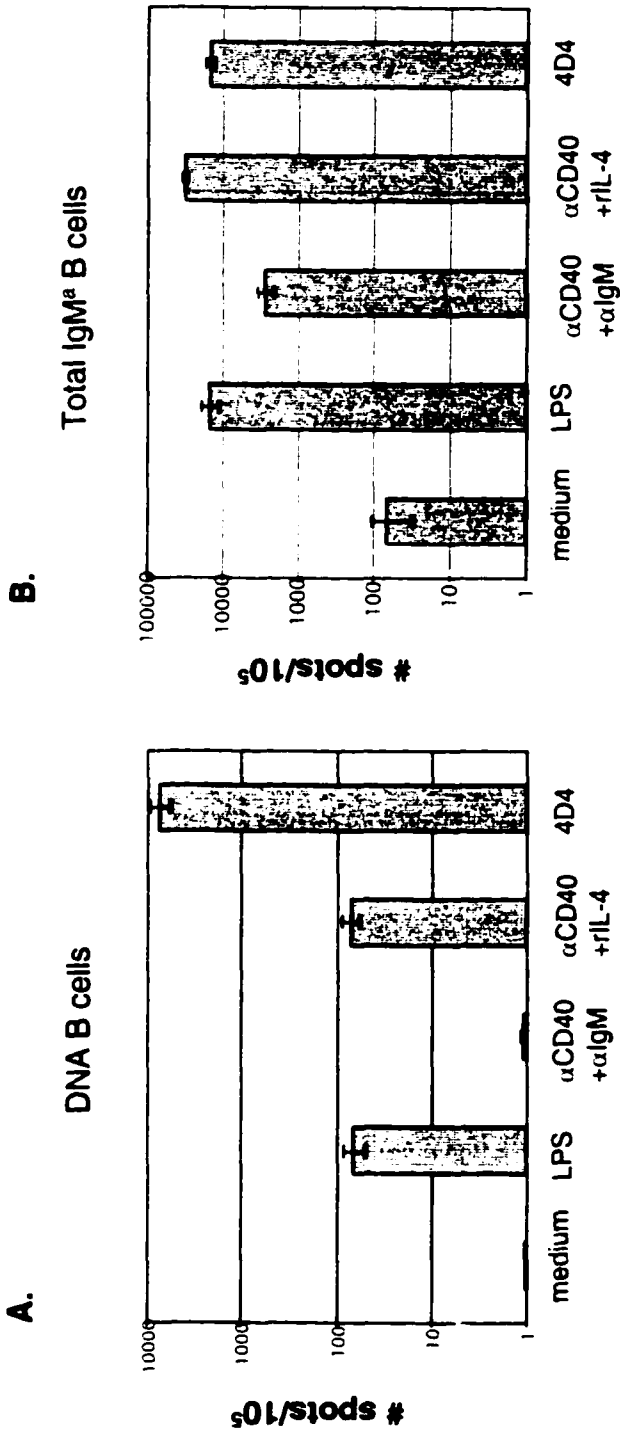 A.
DNA B cells
# spots/10⁵
10000
1000
100
10
1
medium
LPS
αCD40
+αIgM
αCD40
+rIL-4
4D4
B.
Total IgMª B cells
# spots/10⁵
100000
10000
1000
100
10
1
medium
LPS
αCD40
+αIgM
αCD40
+rIL-4
4D4